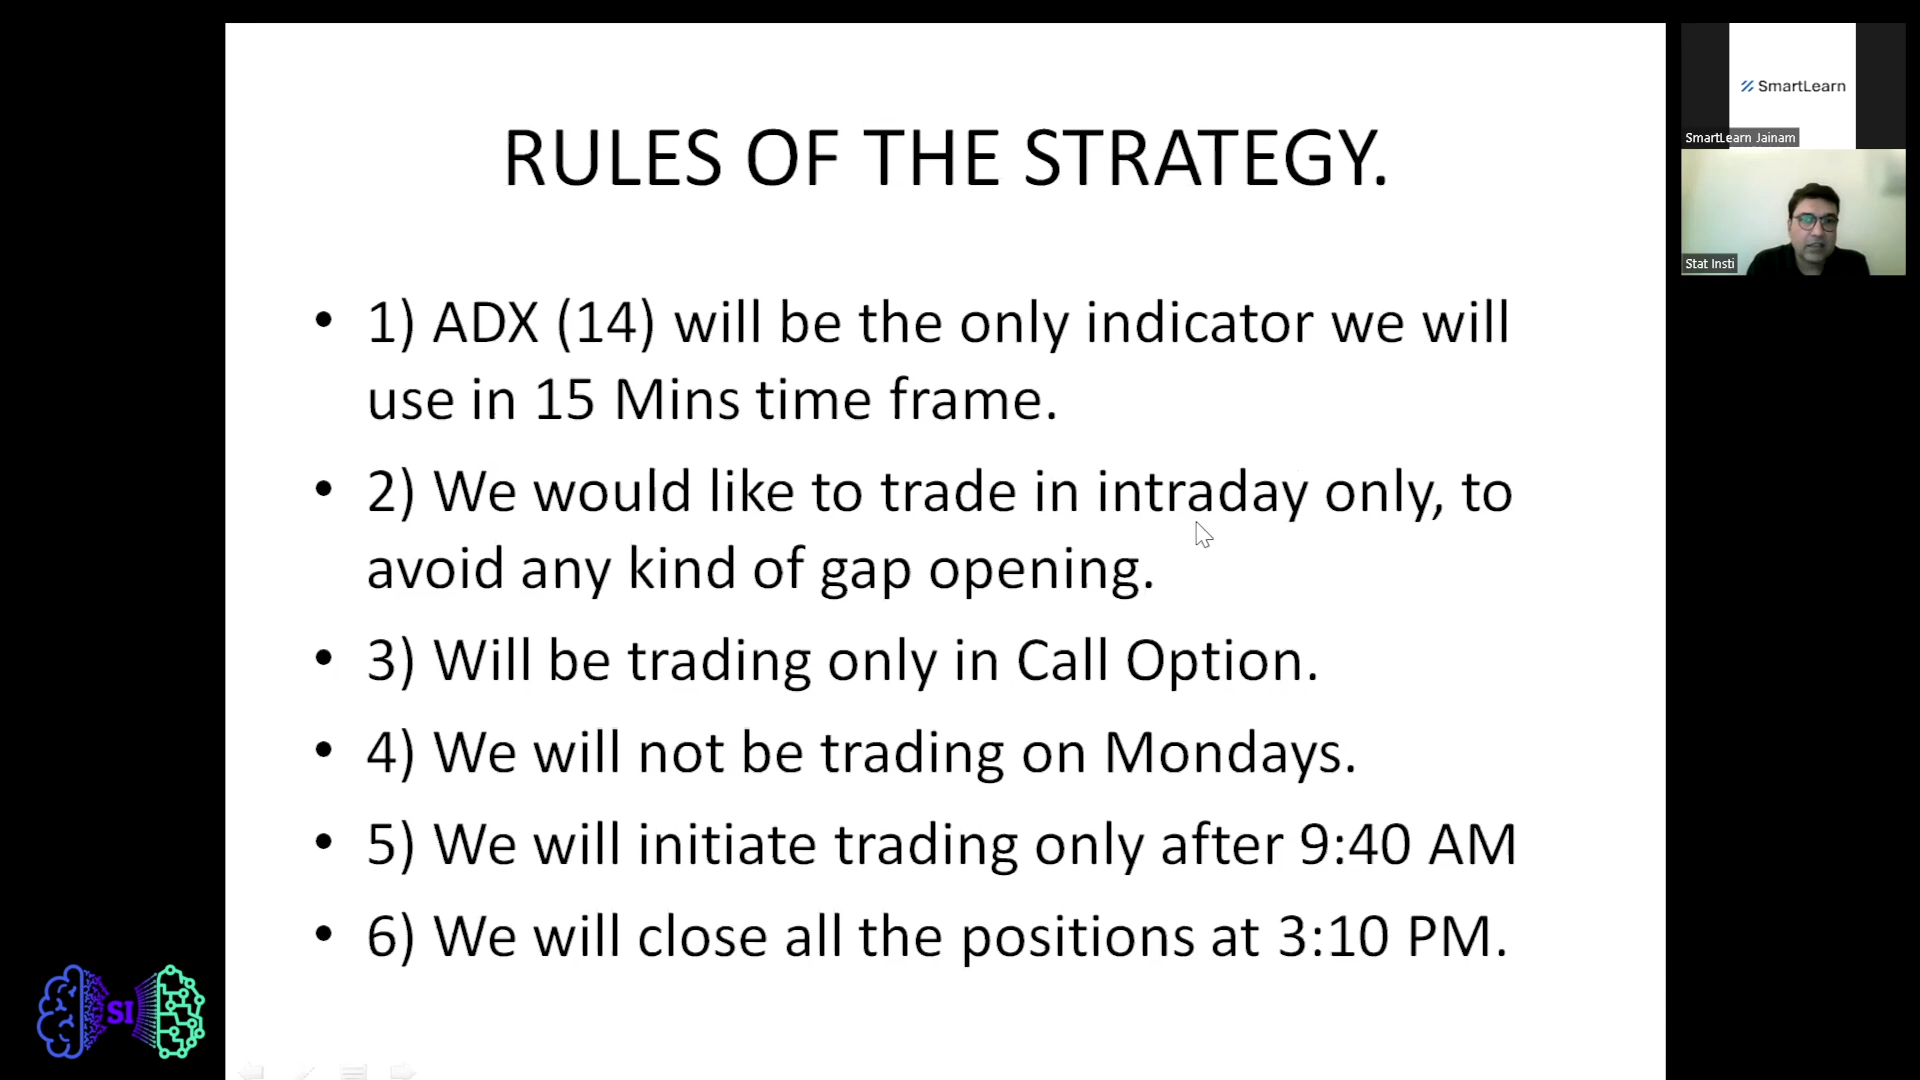 RULES OF THE STRATEGY.
• 1) ADX (14) will be the only indicator we will
use in 15 Mins time frame.
• 2) We would like to trade in intraday only, to
avoid any kind of gap opening.
• 3) Will be trading only in Call Option.
• 4) We will not be trading on Mondays.
• 5) We will initiate trading only after 9:40 AM
• 6) We will close all the positions at 3:10 PM.
SmartLearn
SmartLearn Jainam
Stat Insti
SI